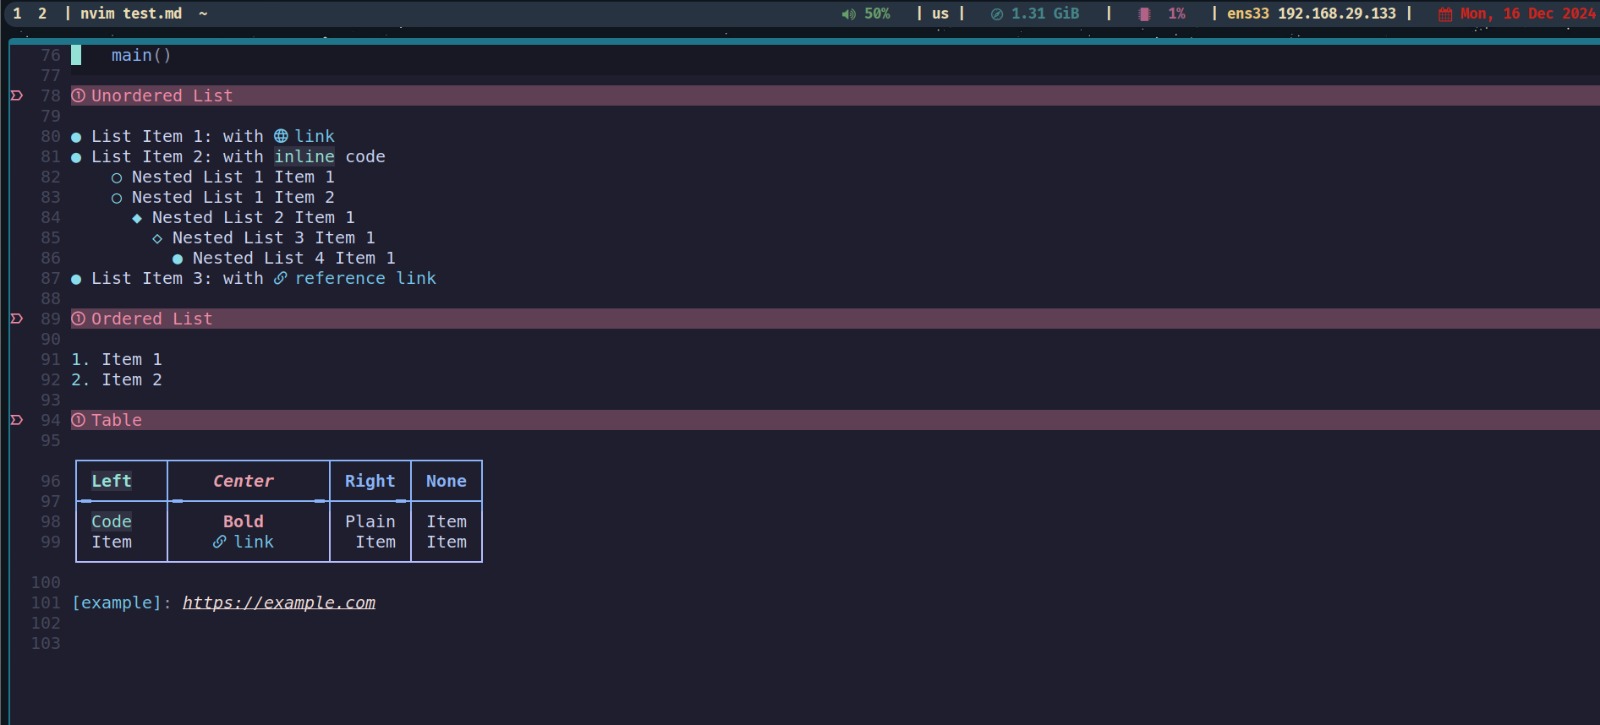 1 2 | nvim test.md ~ 50% | us | 1.31 GiB | 1% | ens33 192.168.29.133 | Mon, 16 Dec 2024
76 main()
77
78 ① Unordered List
79
80 ● List Item 1: with link
81 ● List Item 2: with inline code
82 ○ Nested List 1 Item 1
83 ○ Nested List 1 Item 2
84 ◆ Nested List 2 Item 1
85 ◇ Nested List 3 Item 1
86 ● Nested List 4 Item 1
87 ● List Item 3: with reference link
88
89 ① Ordered List
90
91 1. Item 1
92 2. Item 2
93
94 ① Table
95
96 Left Center Right None
97
98 Code Bold Plain Item
99 Item link Item Item
100
101 [example]: https://example.com
102
103